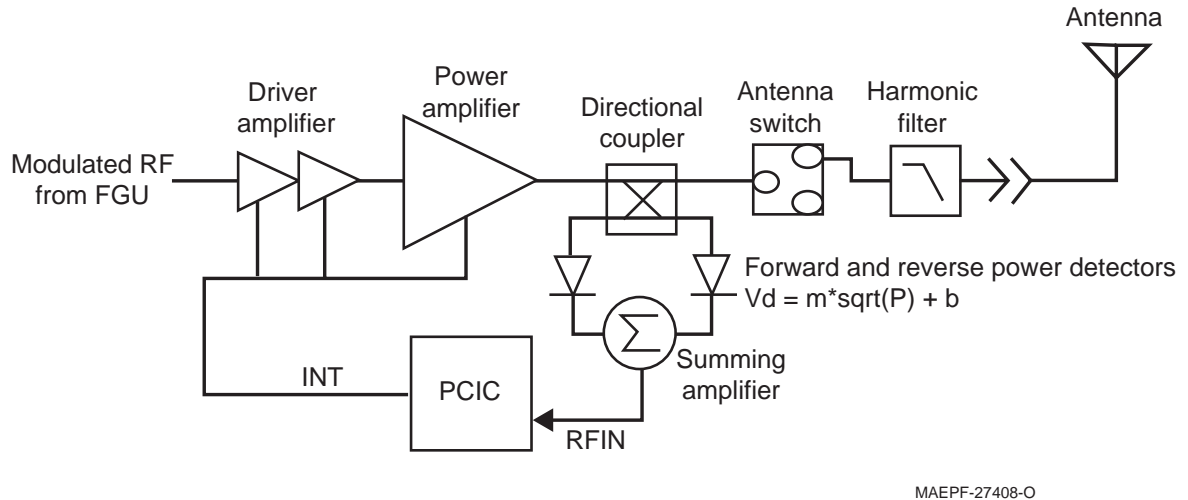 Antenna
Driver
amplifier
Power
amplifier
Directional
coupler
Antenna
switch
Harmonic
filter
Modulated RF
from FGU
Forward and reverse power detectors
Vd = m*sqrt(P) + b
Σ
Summing
amplifier
INT
PCIC
RFIN
MAEPF-27408-O